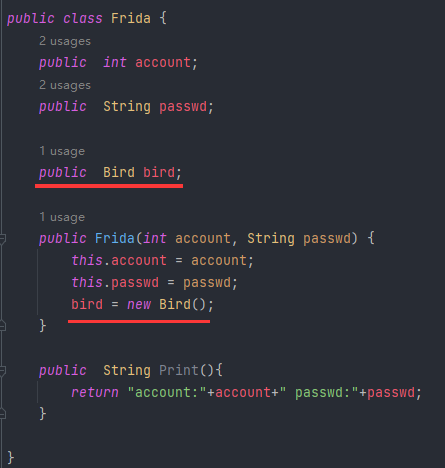 public class Frida {
2 usages
public  int account;
2 usages
public  String passwd;
1 usage
public  Bird bird;
1 usage
public Frida(int account, String passwd) {
this.account = account;
this.passwd = passwd;
bird = new Bird();
}
public  String Print(){
return "account:"+account+" passwd:"+passwd;
}
}